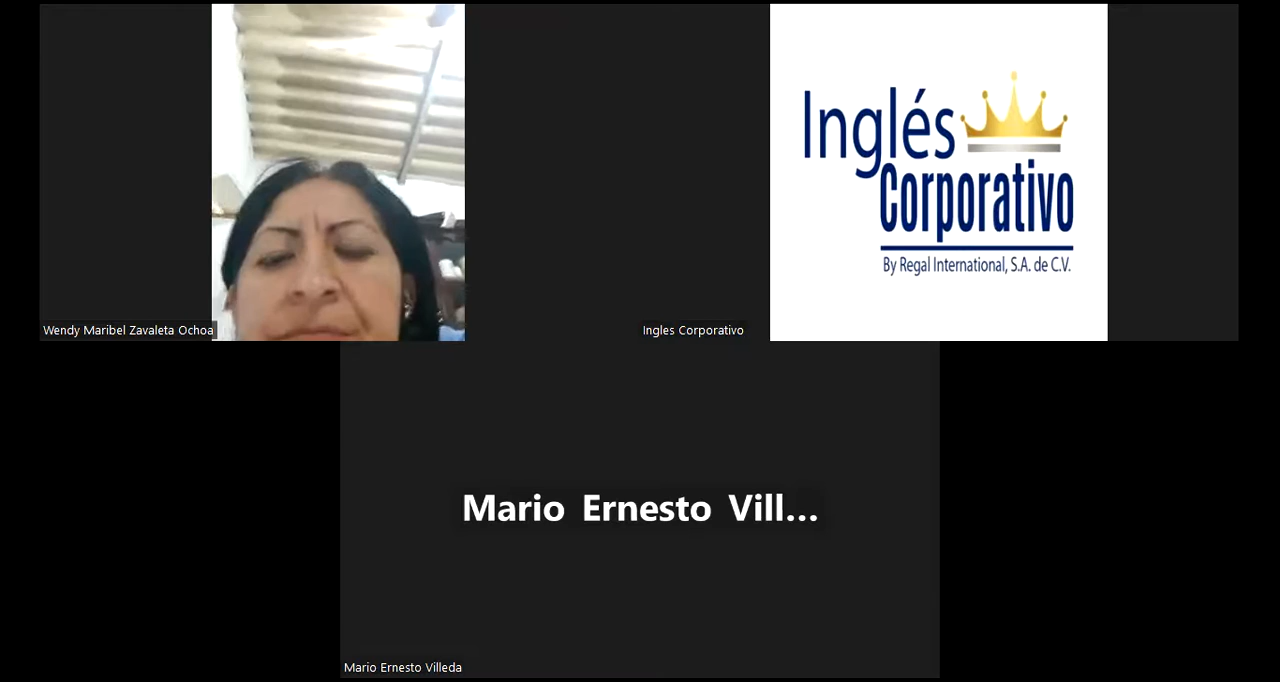 Inglés
Corporativo
By Regal International, S.A. de C.V.
Wendy Maribel Zavaleta Ochoa
Ingles Corporativo
Mario Ernesto Vill...
Mario Ernesto Villeda